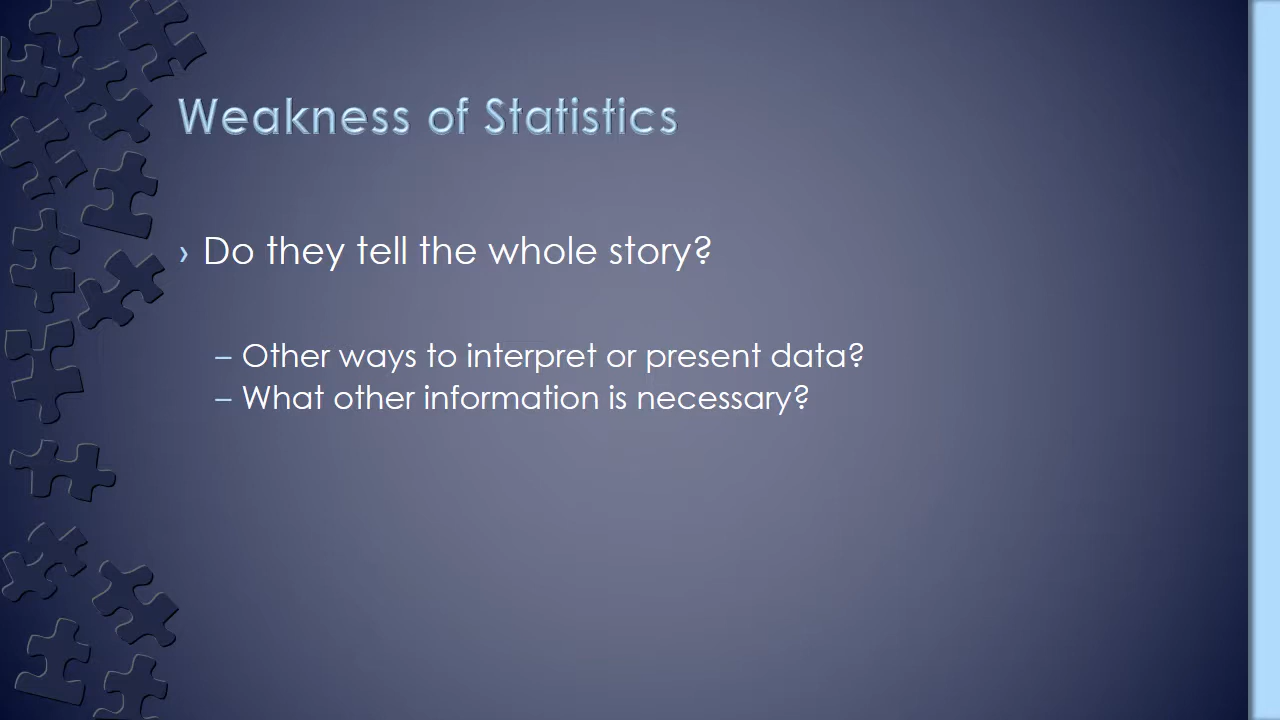 Weakness of Statistics
› Do they tell the whole story?
– Other ways to interpret or present data?
– What other information is necessary?